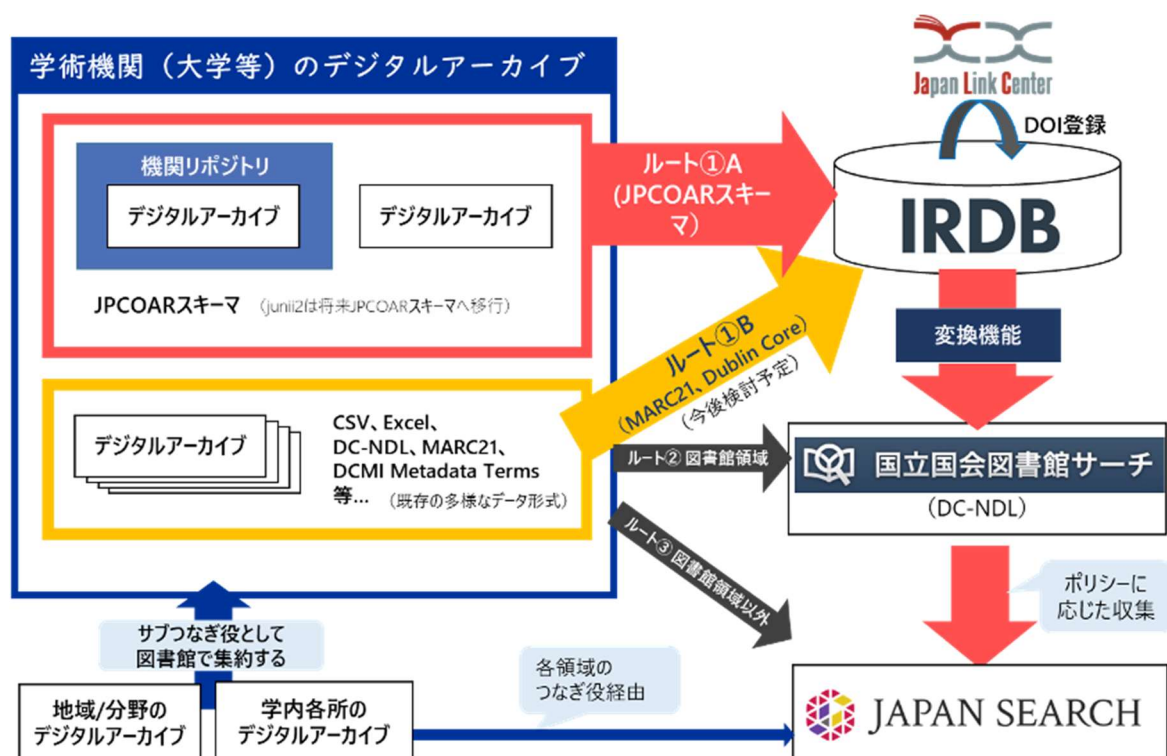 学術機関（大学等）のデジタルアーカイブ
機関リポジトリ
デジタルアーカイブ
デジタルアーカイブ
JPCOARスキーマ （junii2は将来JPCOARスキーマへ移行）
ルート①A
(JPCOARスキー
マ)
Japan Link Center
DOI登録
IRDB
変換機能
デジタルアーカイブ
CSV、Excel、
DC-NDL、MARC21、
DCMI Metadata Terms
等... （既存の多様なデータ形式）
ルート①B
（MARC21、Dublin Core）
（今後検討予定）
ルート② 図書館領域
ルート③ 図書館領域以外
国立国会図書館サーチ
（DC-NDL）
ポリシーに
応じた収集
サブつなぎ役として
図書館で集約する
地域/分野の
デジタルアーカイブ
学内各所の
デジタルアーカイブ
各領域の
つなぎ役経由
JAPAN SEARCH